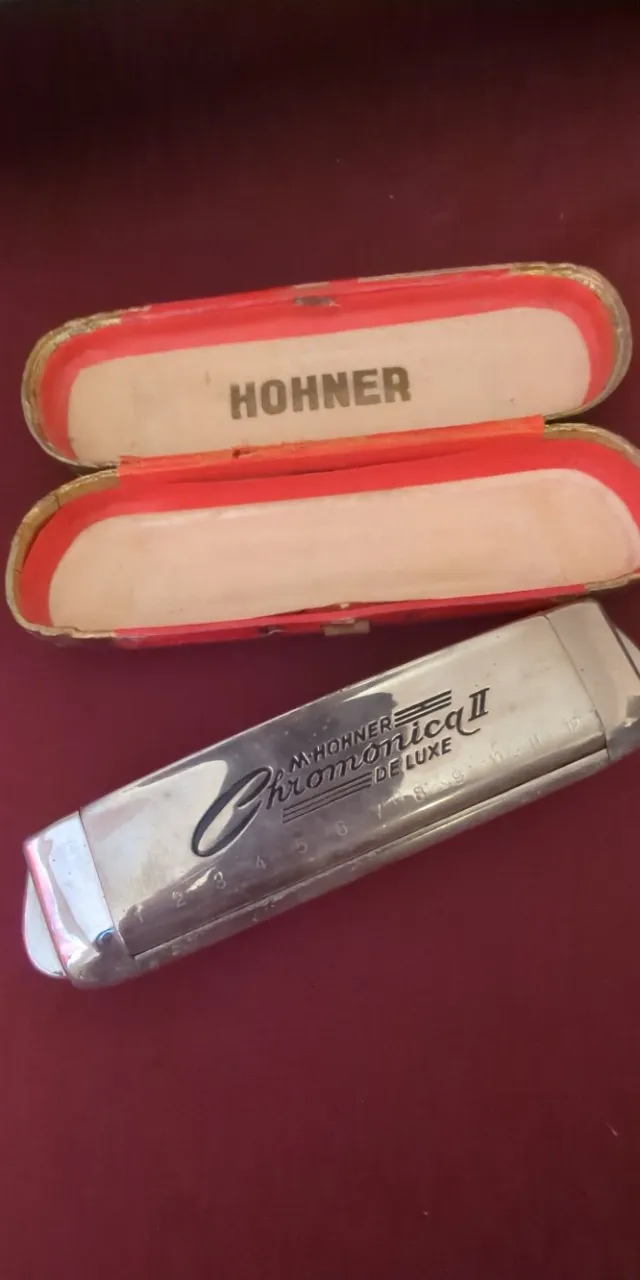 HOHNER
M. HOHNER
Chromonica II
DE LUXE
1 2 3 4 5 6 7 8 9 10 11 12